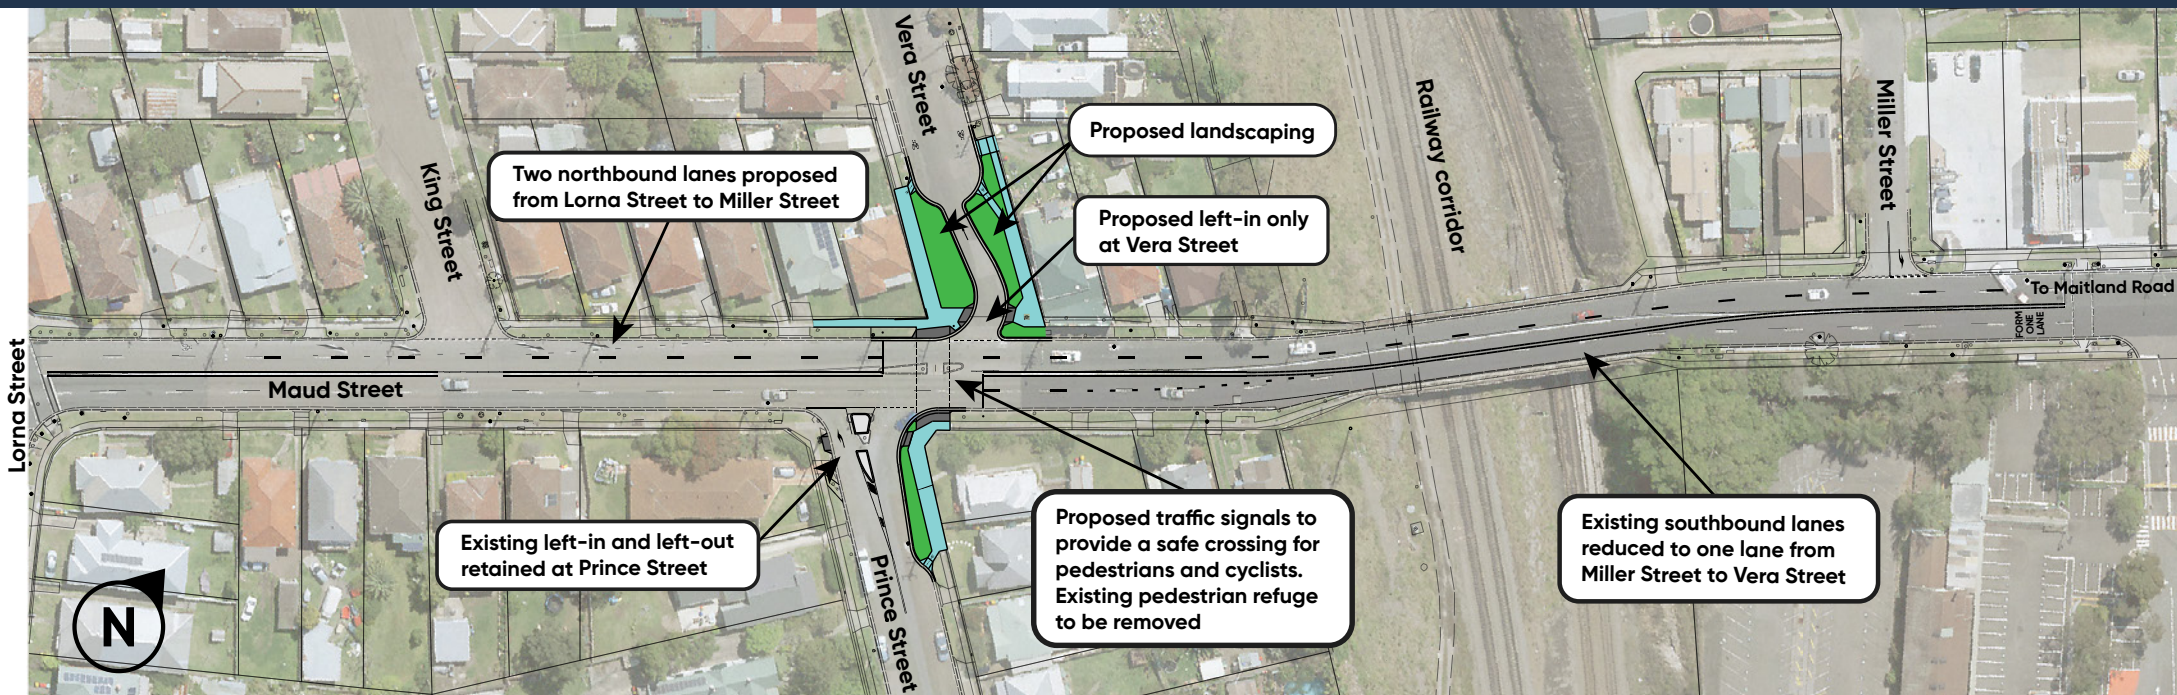 Vera Street
Railway corridor
Miller Street
Proposed landscaping
Two northbound lanes proposed
from Lorna Street to Miller Street
King Street
Proposed left-in only
at Vera Street
To Maitland Road
FORM
ONE
LANE
Lorna Street
Maud Street
Existing left-in and left-out
retained at Prince Street
Prince Street
Proposed traffic signals to
provide a safe crossing for
pedestrians and cyclists.
Existing pedestrian refuge
to be removed
Existing southbound lanes
reduced to one lane from
Miller Street to Vera Street
N